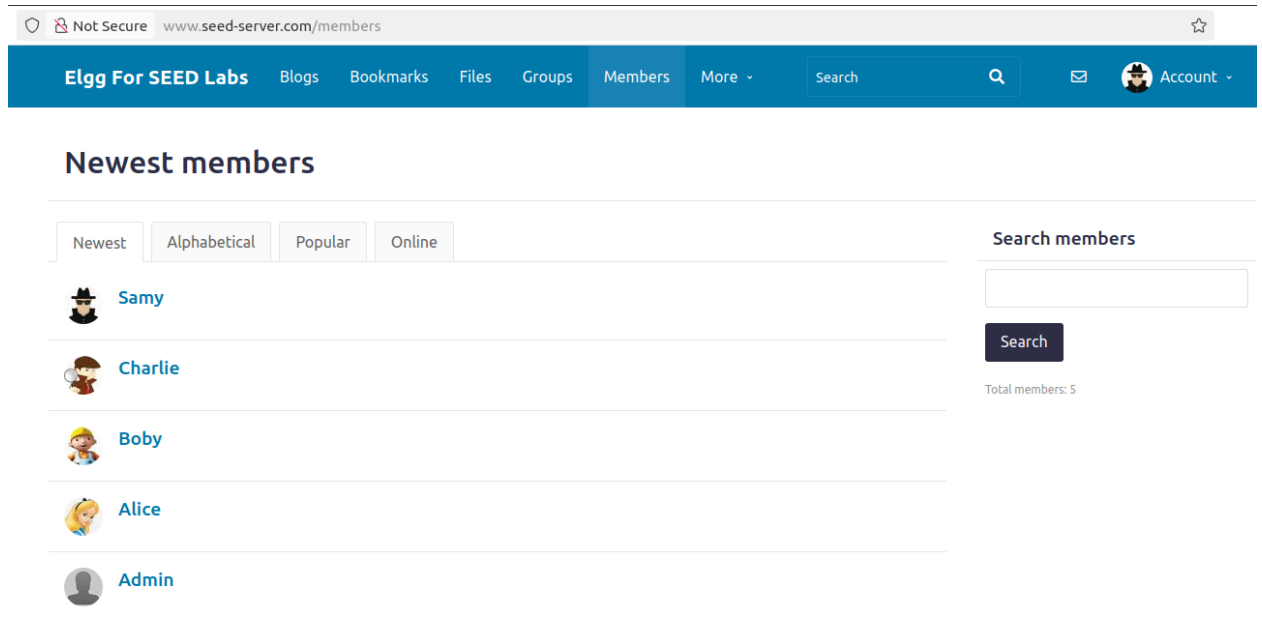 Not Secure www.seed-server.com/members
Elgg For SEED Labs Blogs Bookmarks Files Groups Members More Search Account
Newest members
Newest Alphabetical Popular Online
Search members
Samy
Charlie
Search
Total members: 5
Boby
Alice
Admin